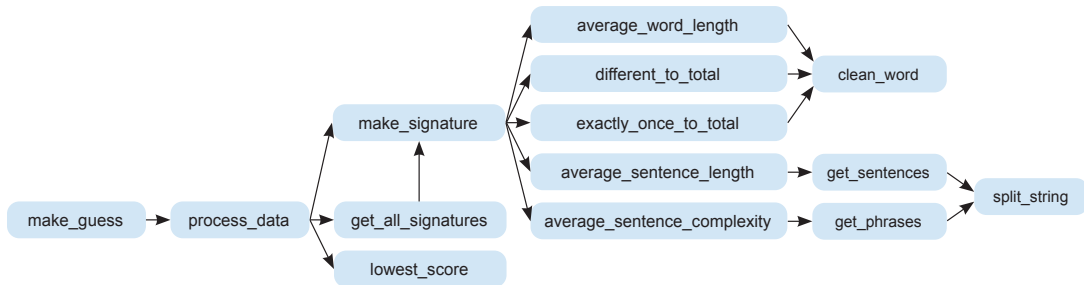 average_word_length
different_to_total
clean_word
make_signature
exactly_once_to_total
average_sentence_length
get_sentences
split_string
make_guess
process_data
get_all_signatures
average_sentence_complexity
get_phrases
lowest_score